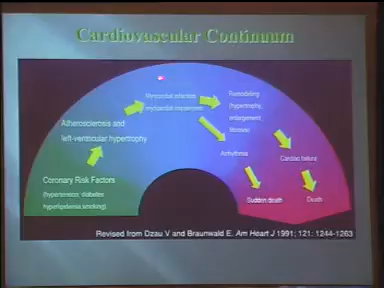 Cardiovascular Continuum
Myocardial infarction
myocardial
Remodeling
(hypertrophy,
enlargement,
fibrosis)
Atherosclerosis and
left-ventricular hypertrophy
Arrhythmia
Cardiac failure
Coronary Risk Factors
(hypertension, diabetes
hyperlipidemia, smoking)
Sudden death
Death
Revised from Dzau V and Braunwald E. Am Heart J 1991; 121: 1244-1263